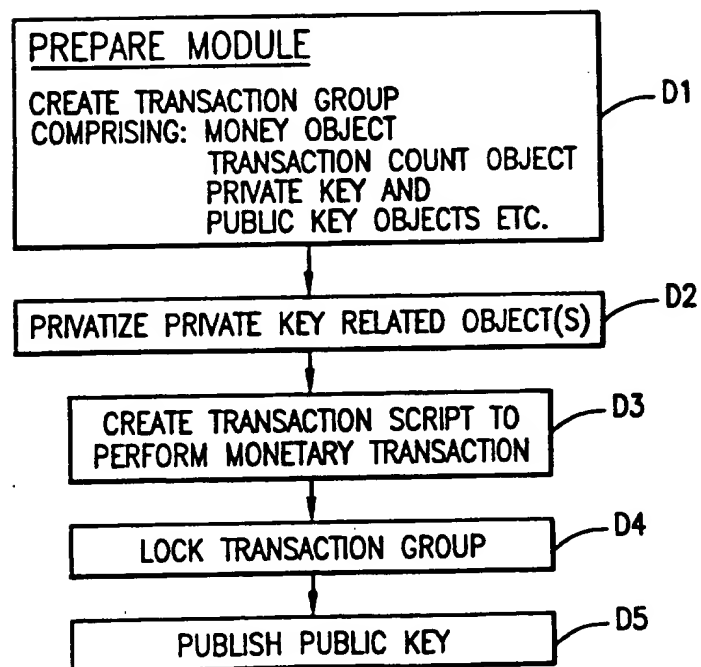 PREPARE MODULE
CREATE TRANSACTION GROUP
COMPRISING: MONEY OBJECT
TRANSACTION COUNT OBJECT
PRIVATE KEY AND
PUBLIC KEY OBJECTS ETC.
D1
PRIVATIZE PRIVATE KEY RELATED OBJECT(S)
D2
CREATE TRANSACTION SCRIPT TO
PERFORM MONETARY TRANSACTION
D3
LOCK TRANSACTION GROUP
D4
PUBLISH PUBLIC KEY
D5